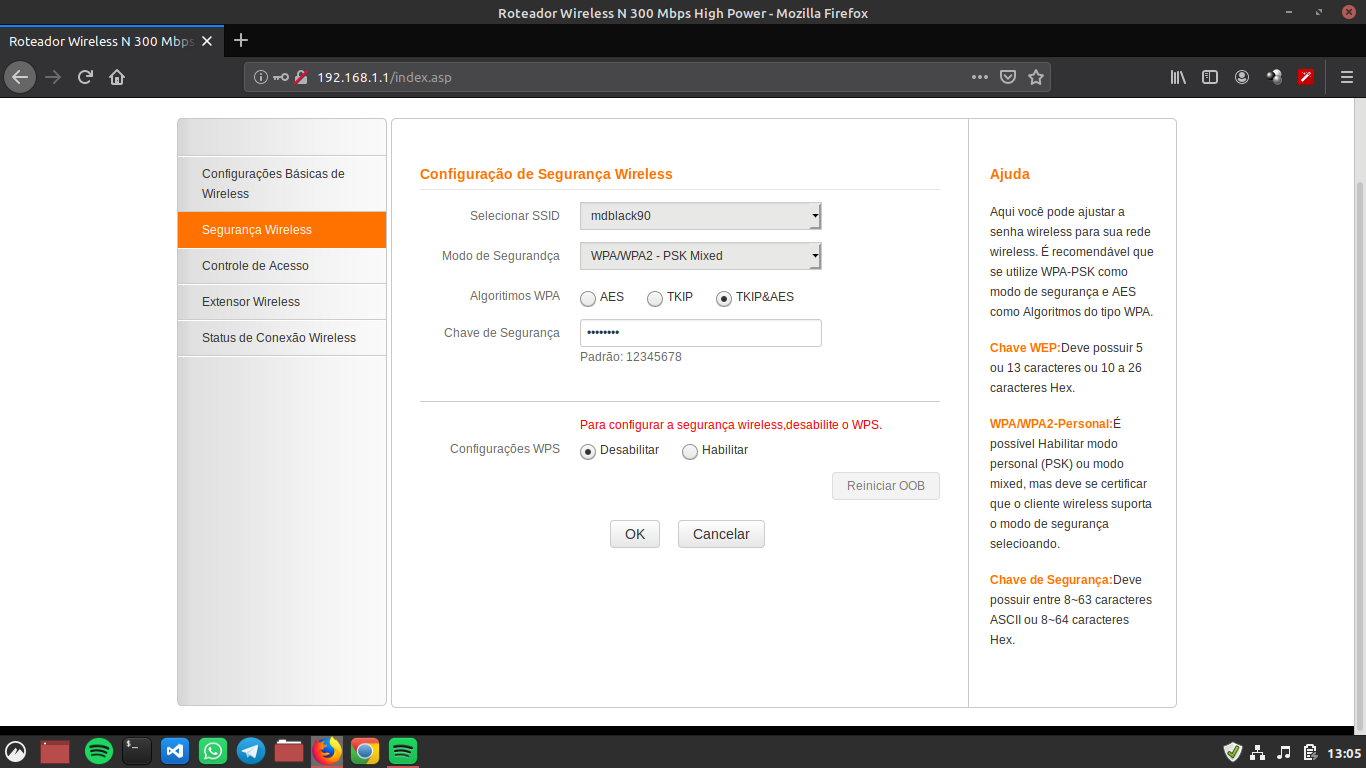 Roteador Wireless N 300 Mbps High Power - Mozilla Firefox
Roteador Wireless N 300 Mbps
192.168.1.1/index.asp
Configurações Básicas de
Wireless
Segurança Wireless
Controle de Acesso
Extensor Wireless
Status de Conexão Wireless
Configuração de Segurança Wireless
Selecionar SSID
mdblack90
Modo de Segurandça
WPA/WPA2 - PSK Mixed
Algoritimos WPA
AES
TKIP
TKIP&AES
Chave de Segurança
••••••••
Padrão: 12345678
Para configurar a segurança wireless,desabilite o WPS.
Configurações WPS
Desabilitar
Habilitar
Reiniciar OOB
OK
Cancelar
Ajuda
Aqui você pode ajustar a
senha wireless para sua rede
wireless. É recomendável que
se utilize WPA-PSK como
modo de segurança e AES
como Algoritmos do tipo WPA.
Chave WEP:Deve possuir 5
ou 13 caracteres ou 10 a 26
caracteres Hex.
WPA/WPA2-Personal:É
possível Habilitar modo
personal (PSK) ou modo
mixed, mas deve se certificar
que o cliente wireless suporta
o modo de segurança
selecioando.
Chave de Segurança:Deve
possuir entre 8~63 caracteres
ASCII ou 8~64 caracteres
Hex.
$_
13:05